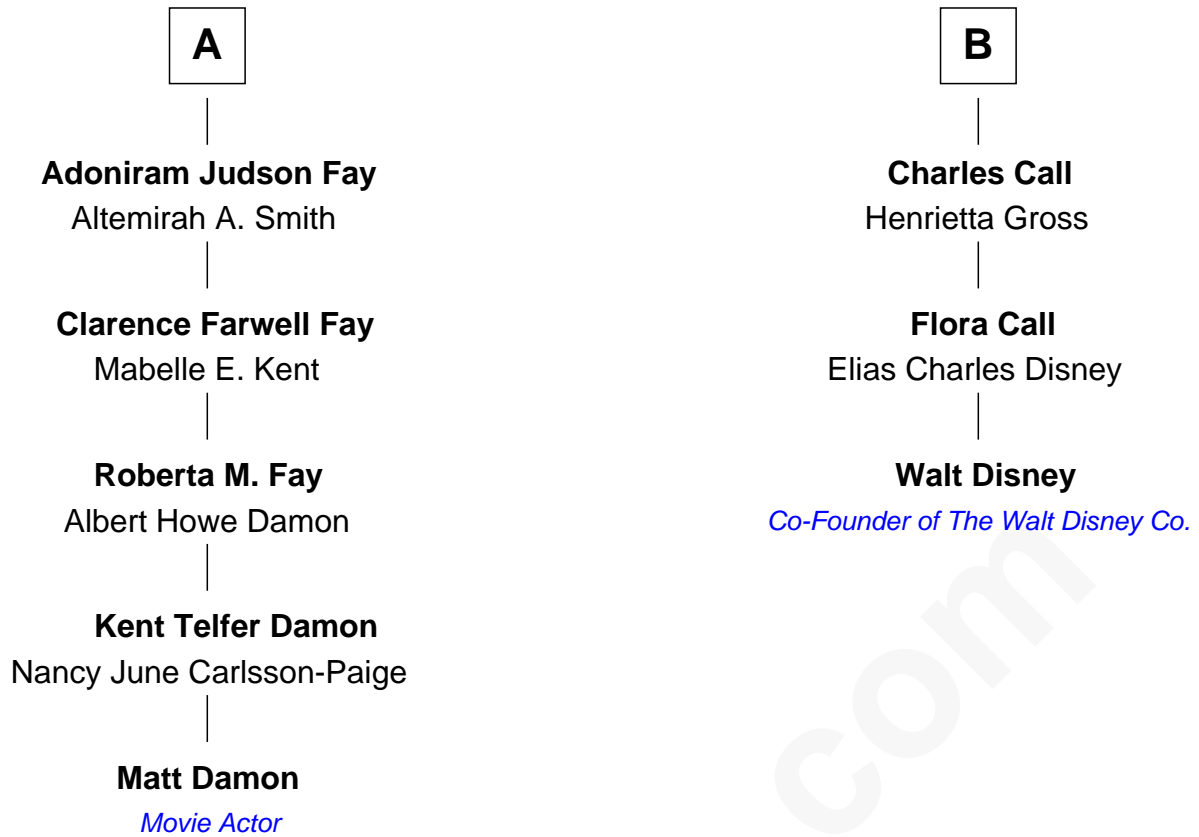 A
Adoniram Judson Fay
Altemirah A. Smith
Clarence Farwell Fay
Mabelle E. Kent
Roberta M. Fay
Albert Howe Damon
Kent Telfer Damon
Nancy June Carlsson-Paige
Matt Damon
Movie Actor
B
Charles Call
Henrietta Gross
Flora Call
Elias Charles Disney
Walt Disney
Co-Founder of The Walt Disney Co.
com